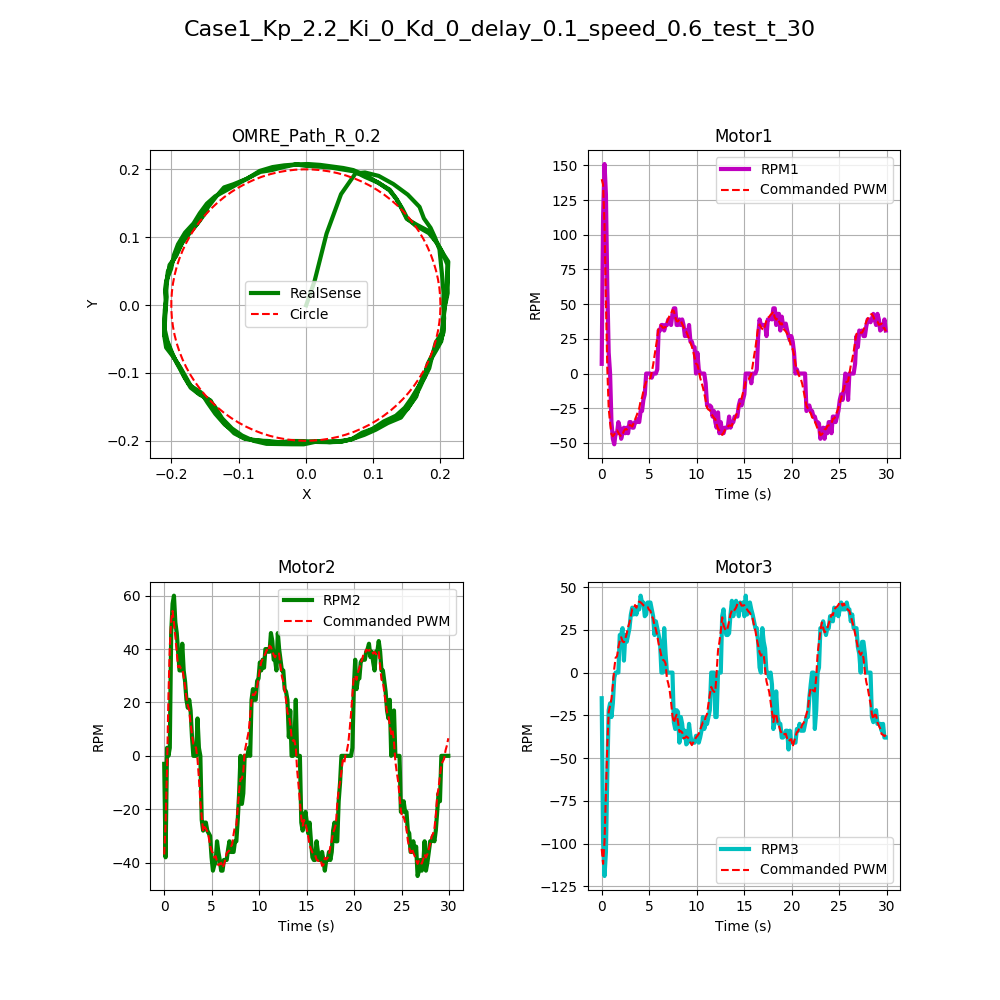 Case1_Kp_2.2_Ki_0_Kd_0_delay_0.1_speed_0.6_test_t_30
OMRE_Path_R_0.2
0.2
0.1
0.0
−0.1
−0.2
Y
RealSense
Circle
−0.2 −0.1 0.0 0.1 0.2
X
Motor1
150
125
100
75
50
25
0
−25
−50
RPM
RPM1
Commanded PWM
0 5 10 15 20 25 30
Time (s)
Motor2
60
40
20
0
−20
−40
RPM
RPM2
Commanded PWM
0 5 10 15 20 25 30
Time (s)
Motor3
50
25
0
−25
−50
−75
−100
−125
RPM
RPM3
Commanded PWM
0 5 10 15 20 25 30
Time (s)